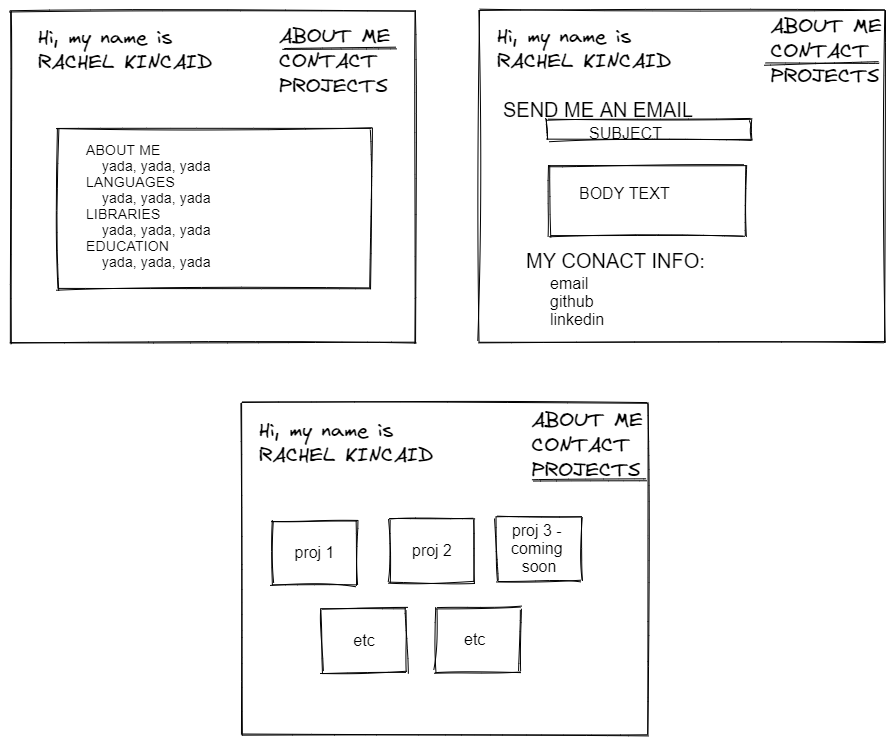 Hi, my name is
RACHEL KINCAID
ABOUT ME
CONTACT
PROJECTS
ABOUT ME
yada, yada, yada
LANGUAGES
yada, yada, yada
LIBRARIES
yada, yada, yada
EDUCATION
yada, yada, yada
Hi, my name is
RACHEL KINCAID
ABOUT ME
CONTACT
PROJECTS
SEND ME AN EMAIL
SUBJECT
BODY TEXT
MY CONACT INFO:
email
github
linkedin
Hi, my name is
RACHEL KINCAID
ABOUT ME
CONTACT
PROJECTS
proj 1
proj 2
proj 3 -
coming
soon
etc
etc